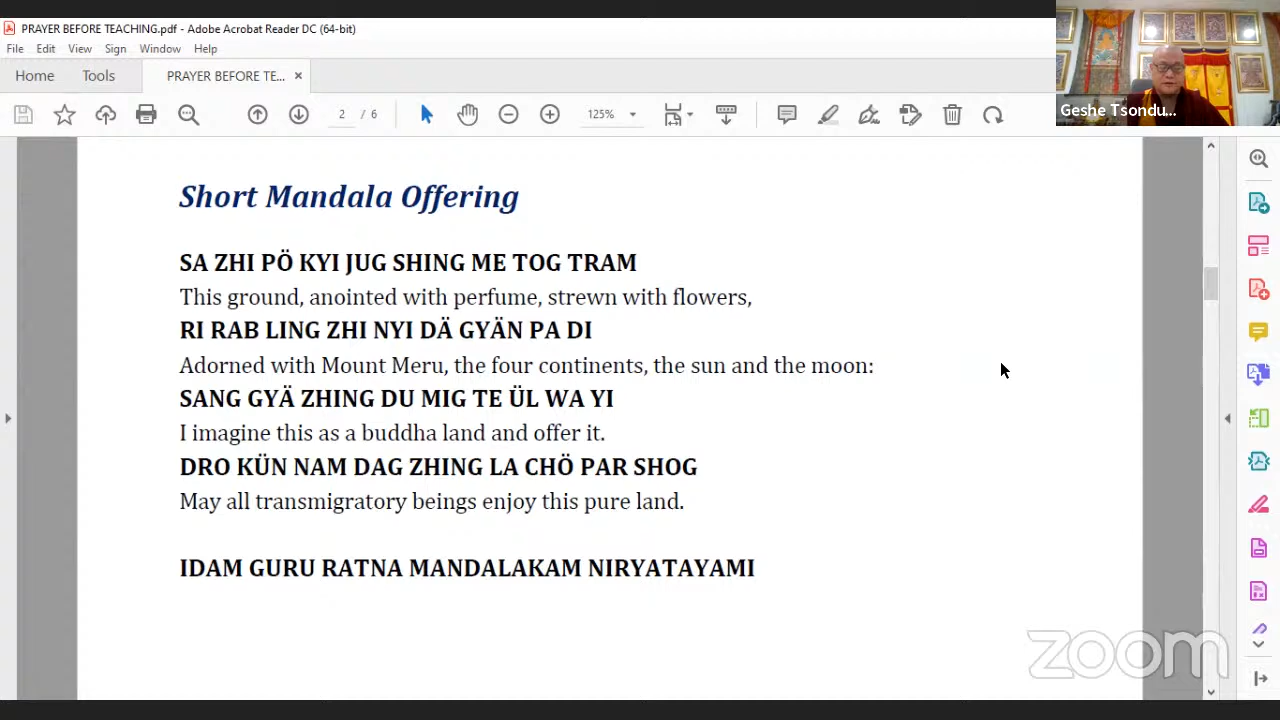 PRAYER BEFORE TEACHING.pdf - Adobe Acrobat Reader DC (64-bit)
File Edit View Sign Window Help
Home Tools PRAYER BEFORE TE... ×
2 / 6 125%
Geshe Tsondu...
Short Mandala Offering
SA ZHI PÖ KYI JUG SHING ME TOG TRAM
This ground, anointed with perfume, strewn with flowers,
RI RAB LING ZHI NYI DÄ GYÄN PA DI
Adorned with Mount Meru, the four continents, the sun and the moon:
SANG GYÄ ZHING DU MIG TE ÜL WA YI
I imagine this as a buddha land and offer it.
DRO KÜN NAM DAG ZHING LA CHÖ PAR SHOG
May all transmigratory beings enjoy this pure land.
IDAM GURU RATNA MANDALAKAM NIRYATAYAMI
zoom